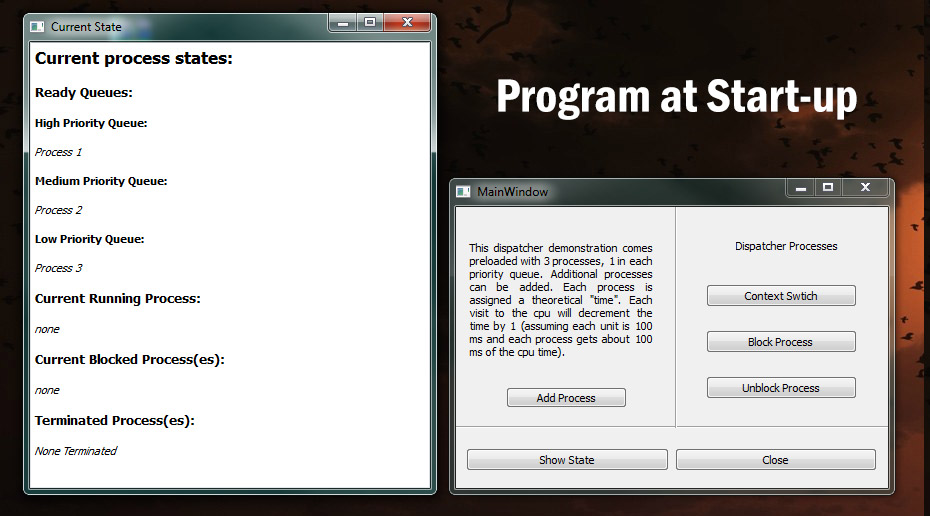 Current State
Current process states:
Ready Queues:
High Priority Queue:
Process 1
Medium Priority Queue:
Process 2
Low Priority Queue:
Process 3
Current Running Process:
none
Current Blocked Process(es):
none
Terminated Process(es):
None Terminated
Program at Start-up
MainWindow
This dispatcher demonstration comes
preloaded with 3 processes, 1 in each
priority queue. Additional processes
can be added. Each process is
assigned a theoretical "time". Each
visit to the cpu will decrement the
time by 1 (assuming each unit is 100
ms and each process gets about 100
ms of the cpu time).
Add Process
Dispatcher Processes
Context Swtich
Block Process
Unblock Process
Show State
Close